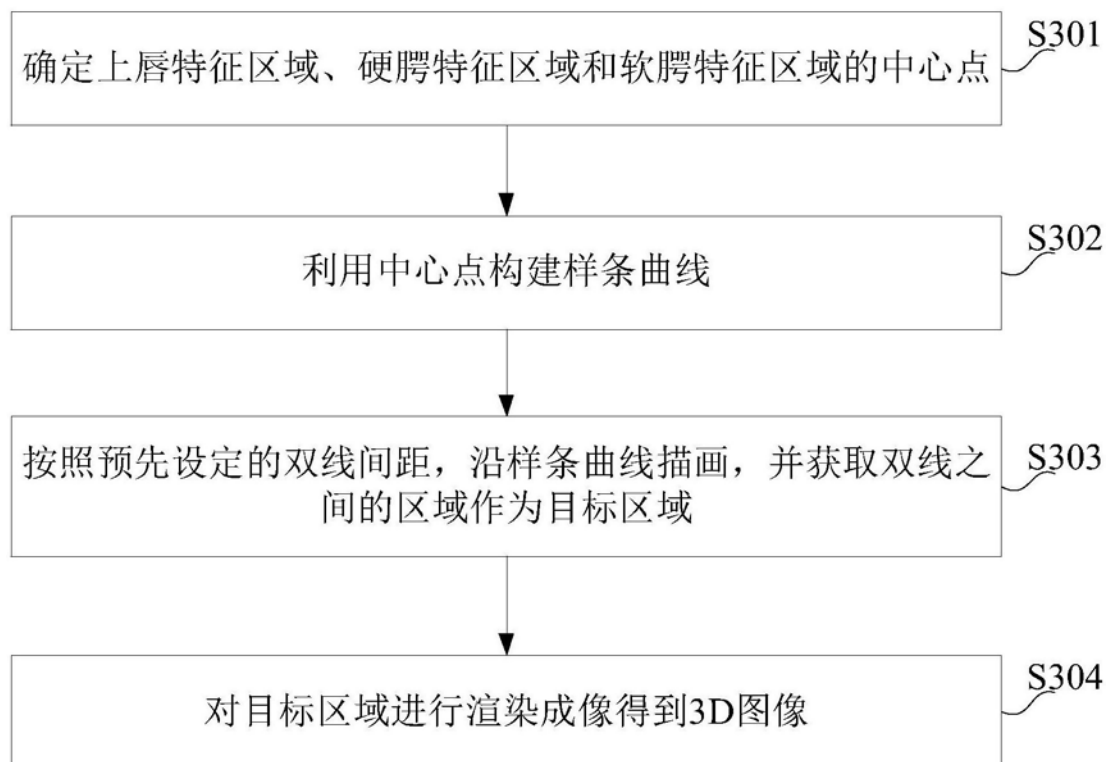 S301
确定上唇特征区域、硬腭特征区域和软腭特征区域的中心点
S302
利用中心点构建样条曲线
S303
按照预先设定的双线间距，沿样条曲线描画，并获取双线之
间的区域作为目标区域
S304
对目标区域进行渲染成像得到3D图像